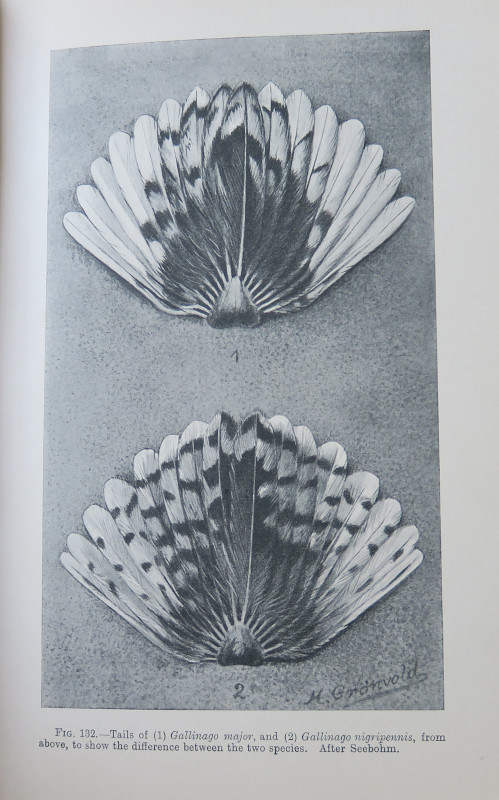 1
2
H. Grönvold
FIG. 132.—Tails of (1) Gallinago major, and (2) Gallinago nigripennis, from
above, to show the difference between the two species. After Seebohm.